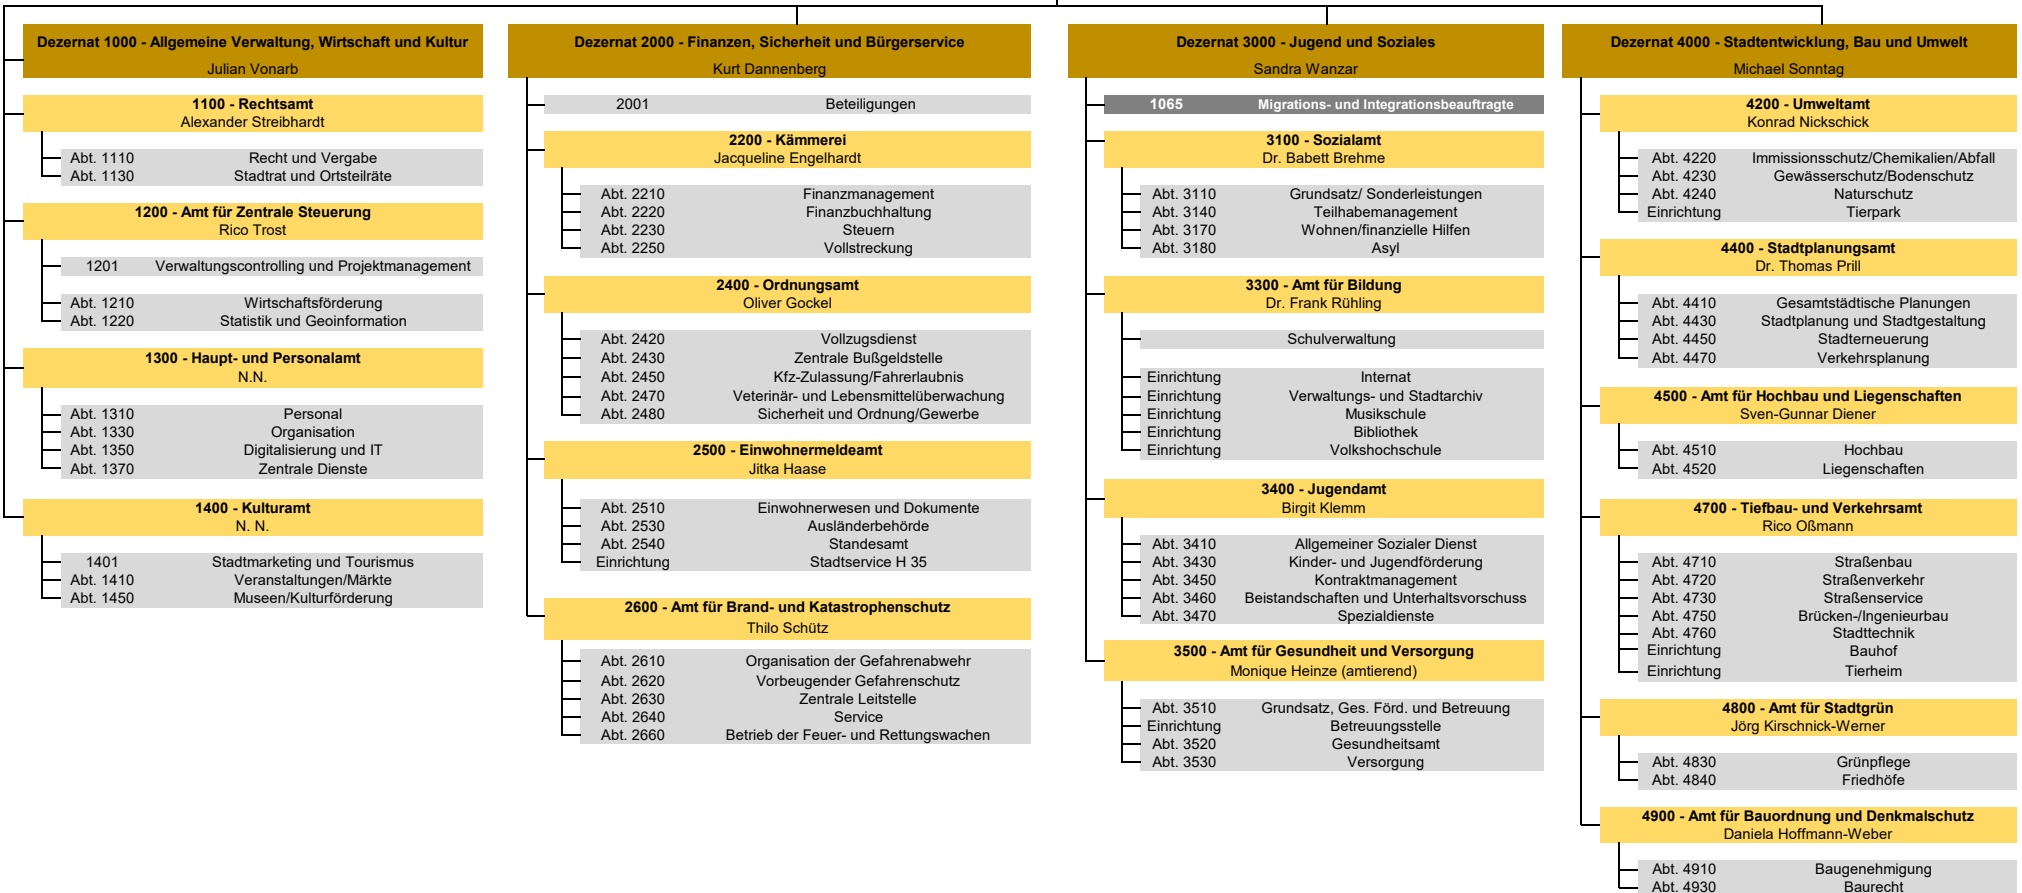 Dezernat 1000 - Allgemeine Verwaltung, Wirtschaft und Kultur
Julian Vonarb
1100 - Rechtsamt
Alexander Streibhardt
Abt. 1110 Recht und Vergabe
Abt. 1130 Stadtrat und Ortsteilräte
1200 - Amt für Zentrale Steuerung
Rico Trost
1201 Verwaltungscontrolling und Projektmanagement
Abt. 1210 Wirtschaftsförderung
Abt. 1220 Statistik und Geoinformation
1300 - Haupt- und Personalamt
N.N.
Abt. 1310 Personal
Abt. 1330 Organisation
Abt. 1350 Digitalisierung und IT
Abt. 1370 Zentrale Dienste
1400 - Kulturamt
N. N.
1401 Stadtmarketing und Tourismus
Abt. 1410 Veranstaltungen/Märkte
Abt. 1450 Museen/Kulturförderung
Dezernat 2000 - Finanzen, Sicherheit und Bürgerservice
Kurt Dannenberg
2001 Beteiligungen
2200 - Kämmerei
Jacqueline Engelhardt
Abt. 2210 Finanzmanagement
Abt. 2220 Finanzbuchhaltung
Abt. 2230 Steuern
Abt. 2250 Vollstreckung
2400 - Ordnungsamt
Oliver Gockel
Abt. 2420 Vollzugsdienst
Abt. 2430 Zentrale Bußgeldstelle
Abt. 2450 Kfz-Zulassung/Fahrerlaubnis
Abt. 2470 Veterinär- und Lebensmittelüberwachung
Abt. 2480 Sicherheit und Ordnung/Gewerbe
2500 - Einwohnermeldeamt
Jitka Haase
Abt. 2510 Einwohnerwesen und Dokumente
Abt. 2530 Ausländerbehörde
Abt. 2540 Standesamt
Einrichtung Stadtservice H 35
2600 - Amt für Brand- und Katastrophenschutz
Thilo Schütz
Abt. 2610 Organisation der Gefahrenabwehr
Abt. 2620 Vorbeugender Gefahrenschutz
Abt. 2630 Zentrale Leitstelle
Abt. 2640 Service
Abt. 2660 Betrieb der Feuer- und Rettungswachen
Dezernat 3000 - Jugend und Soziales
Sandra Wanzar
1065 Migrations- und Integrationsbeauftragte
3100 - Sozialamt
Dr. Babett Brehme
Abt. 3110 Grundsatz/ Sonderleistungen
Abt. 3140 Teilhabemanagement
Abt. 3170 Wohnen/finanzielle Hilfen
Abt. 3180 Asyl
3300 - Amt für Bildung
Dr. Frank Rühling
Schulverwaltung
Einrichtung Internat
Einrichtung Verwaltungs- und Stadtarchiv
Einrichtung Musikschule
Einrichtung Bibliothek
Einrichtung Volkshochschule
3400 - Jugendamt
Birgit Klemm
Abt. 3410 Allgemeiner Sozialer Dienst
Abt. 3430 Kinder- und Jugendförderung
Abt. 3450 Kontraktmanagement
Abt. 3460 Beistandschaften und Unterhaltsvorschuss
Abt. 3470 Spezialdienste
3500 - Amt für Gesundheit und Versorgung
Monique Heinze (amtierend)
Abt. 3510 Grundsatz, Ges. Förd. und Betreuung
Einrichtung Betreuungsstelle
Abt. 3520 Gesundheitsamt
Abt. 3530 Versorgung
Dezernat 4000 - Stadtentwicklung, Bau und Umwelt
Michael Sonntag
4200 - Umweltamt
Konrad Nickschick
Abt. 4220 Immissionsschutz/Chemikalien/Abfall
Abt. 4230 Gewässerschutz/Bodenschutz
Abt. 4240 Naturschutz
Einrichtung Tierpark
4400 - Stadtplanungsamt
Dr. Thomas Prill
Abt. 4410 Gesamtstädtische Planungen
Abt. 4430 Stadtplanung und Stadtgestaltung
Abt. 4450 Stadterneuerung
Abt. 4470 Verkehrsplanung
4500 - Amt für Hochbau und Liegenschaften
Sven-Gunnar Diener
Abt. 4510 Hochbau
Abt. 4520 Liegenschaften
4700 - Tiefbau- und Verkehrsamt
Rico Oßmann
Abt. 4710 Straßenbau
Abt. 4720 Straßenverkehr
Abt. 4730 Straßenservice
Abt. 4750 Brücken-/Ingenieurbau
Abt. 4760 Stadttechnik
Einrichtung Bauhof
Einrichtung Tierheim
4800 - Amt für Stadtgrün
Jörg Kirschnick-Werner
Abt. 4830 Grünpflege
Abt. 4840 Friedhöfe
4900 - Amt für Bauordnung und Denkmalschutz
Daniela Hoffmann-Weber
Abt. 4910 Baugenehmigung
Abt. 4930 Baurecht